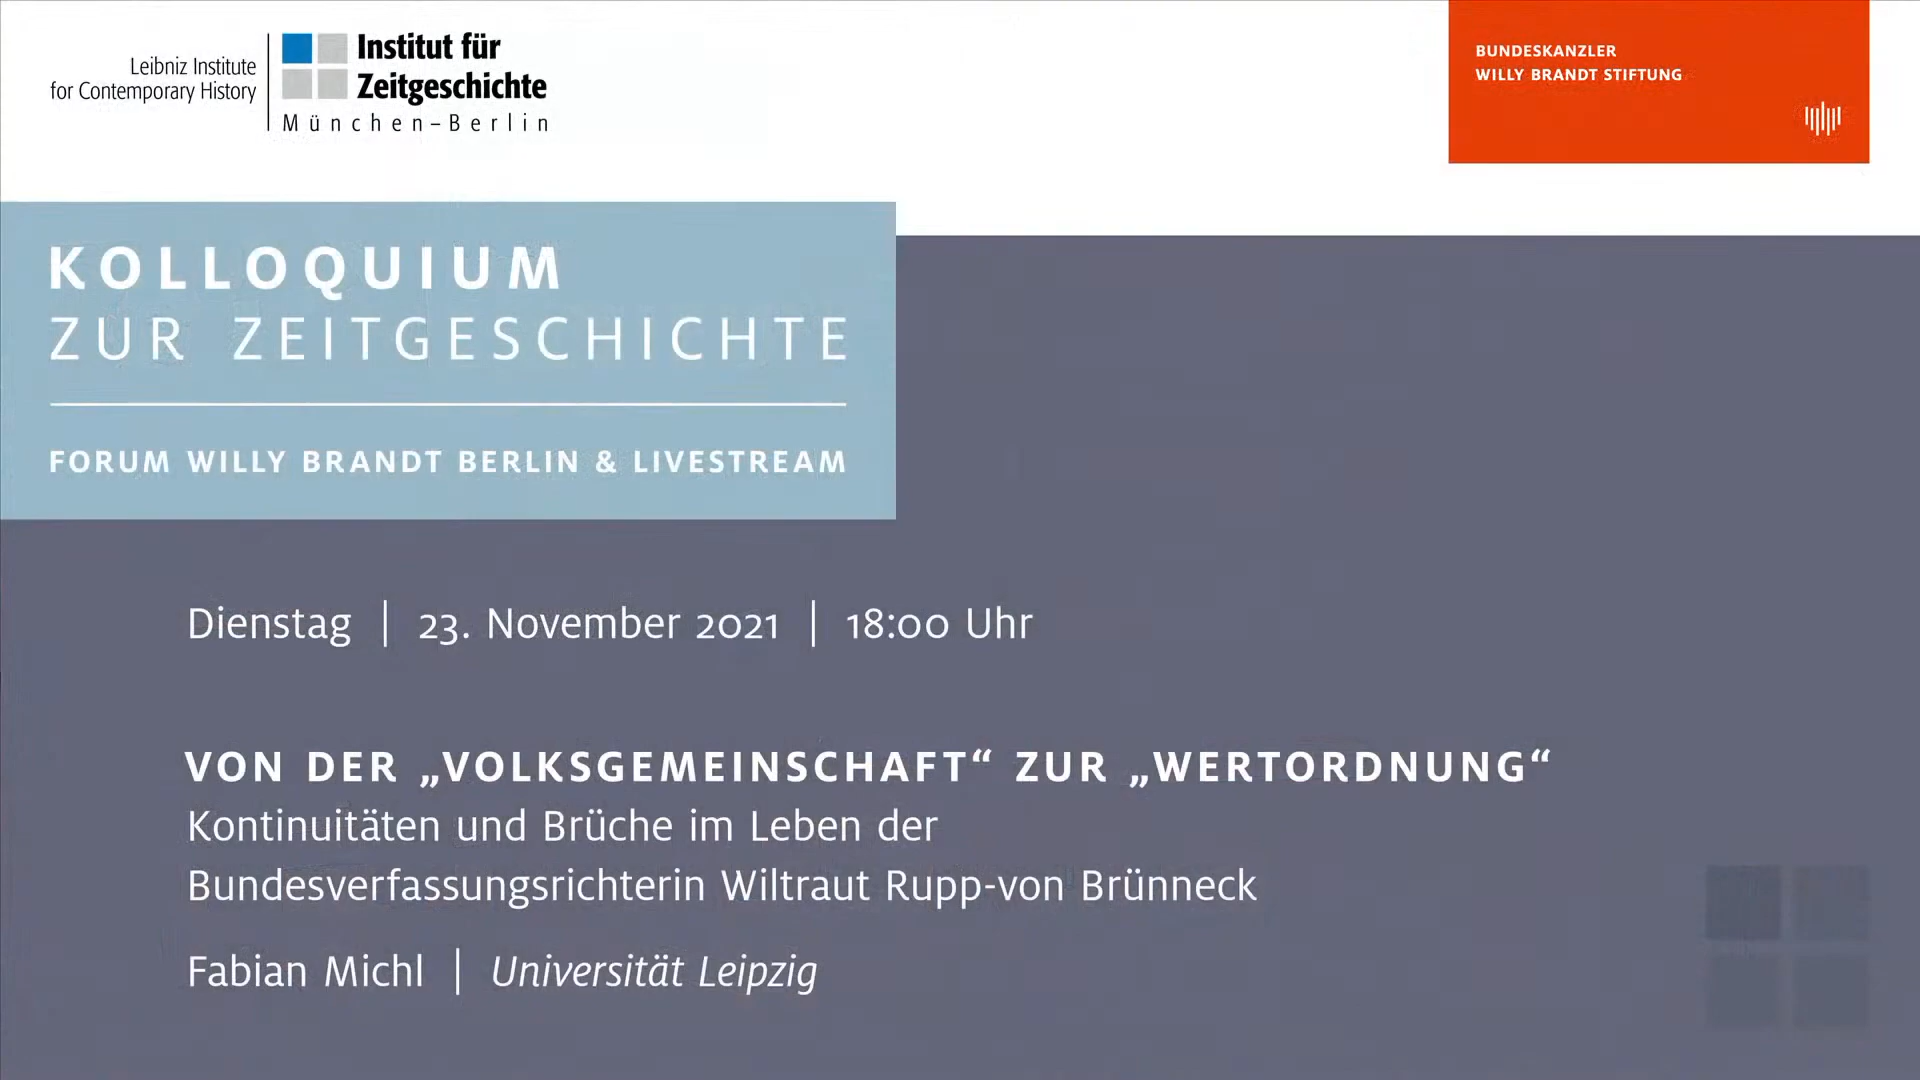 Leibniz Institute
for Contemporary History
Institut für
Zeitgeschichte
München–Berlin
BUNDESKANZLER
WILLY BRANDT STIFTUNG
KOLLOQUIUM
ZUR ZEITGESCHICHTE
FORUM WILLY BRANDT BERLIN & LIVESTREAM
Dienstag | 23. November 2021 | 18:00 Uhr
VON DER „VOLKSGEMEINSCHAFT“ ZUR „WERTORDNUNG“
Kontinuitäten und Brüche im Leben der
Bundesverfassungsrichterin Wiltraut Rupp-von Brünneck
Fabian Michl | Universität Leipzig